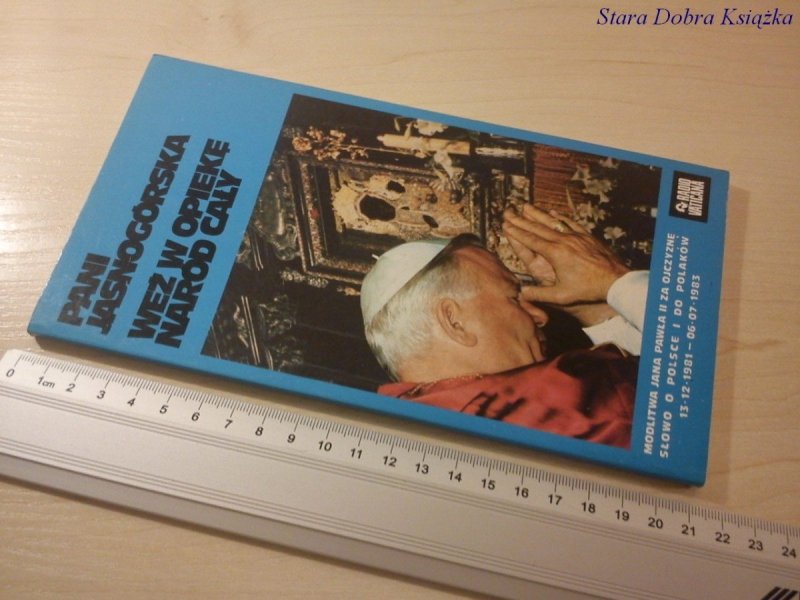 Stara Dobra Książka
PANI
JASNOGÓRSKA
WEŹ W OPIEKĘ
NARÓD CAŁY
RADIO
VATICANA
MODLITWA JANA PAWŁA II ZA OJCZYZNĘ
SŁOWO O POLSCE I DO POLAKÓW
13·12·1981 — 06·07·1983
0 1cm 2 3 4 5 6 7 8 9 10 11 12 13 14 15 16 17 18 19 20 21 22 23 24